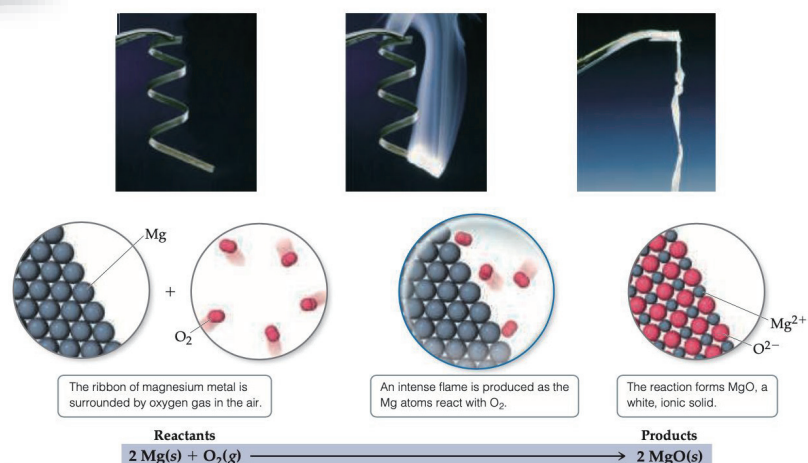 Mg
+
O2
Mg2+
O2−
The ribbon of magnesium metal is
surrounded by oxygen gas in the air.
An intense flame is produced as the
Mg atoms react with O2.
The reaction forms MgO, a
white, ionic solid.
Reactants
Products
2 Mg(s) + O2(g) ⟶ 2 MgO(s)